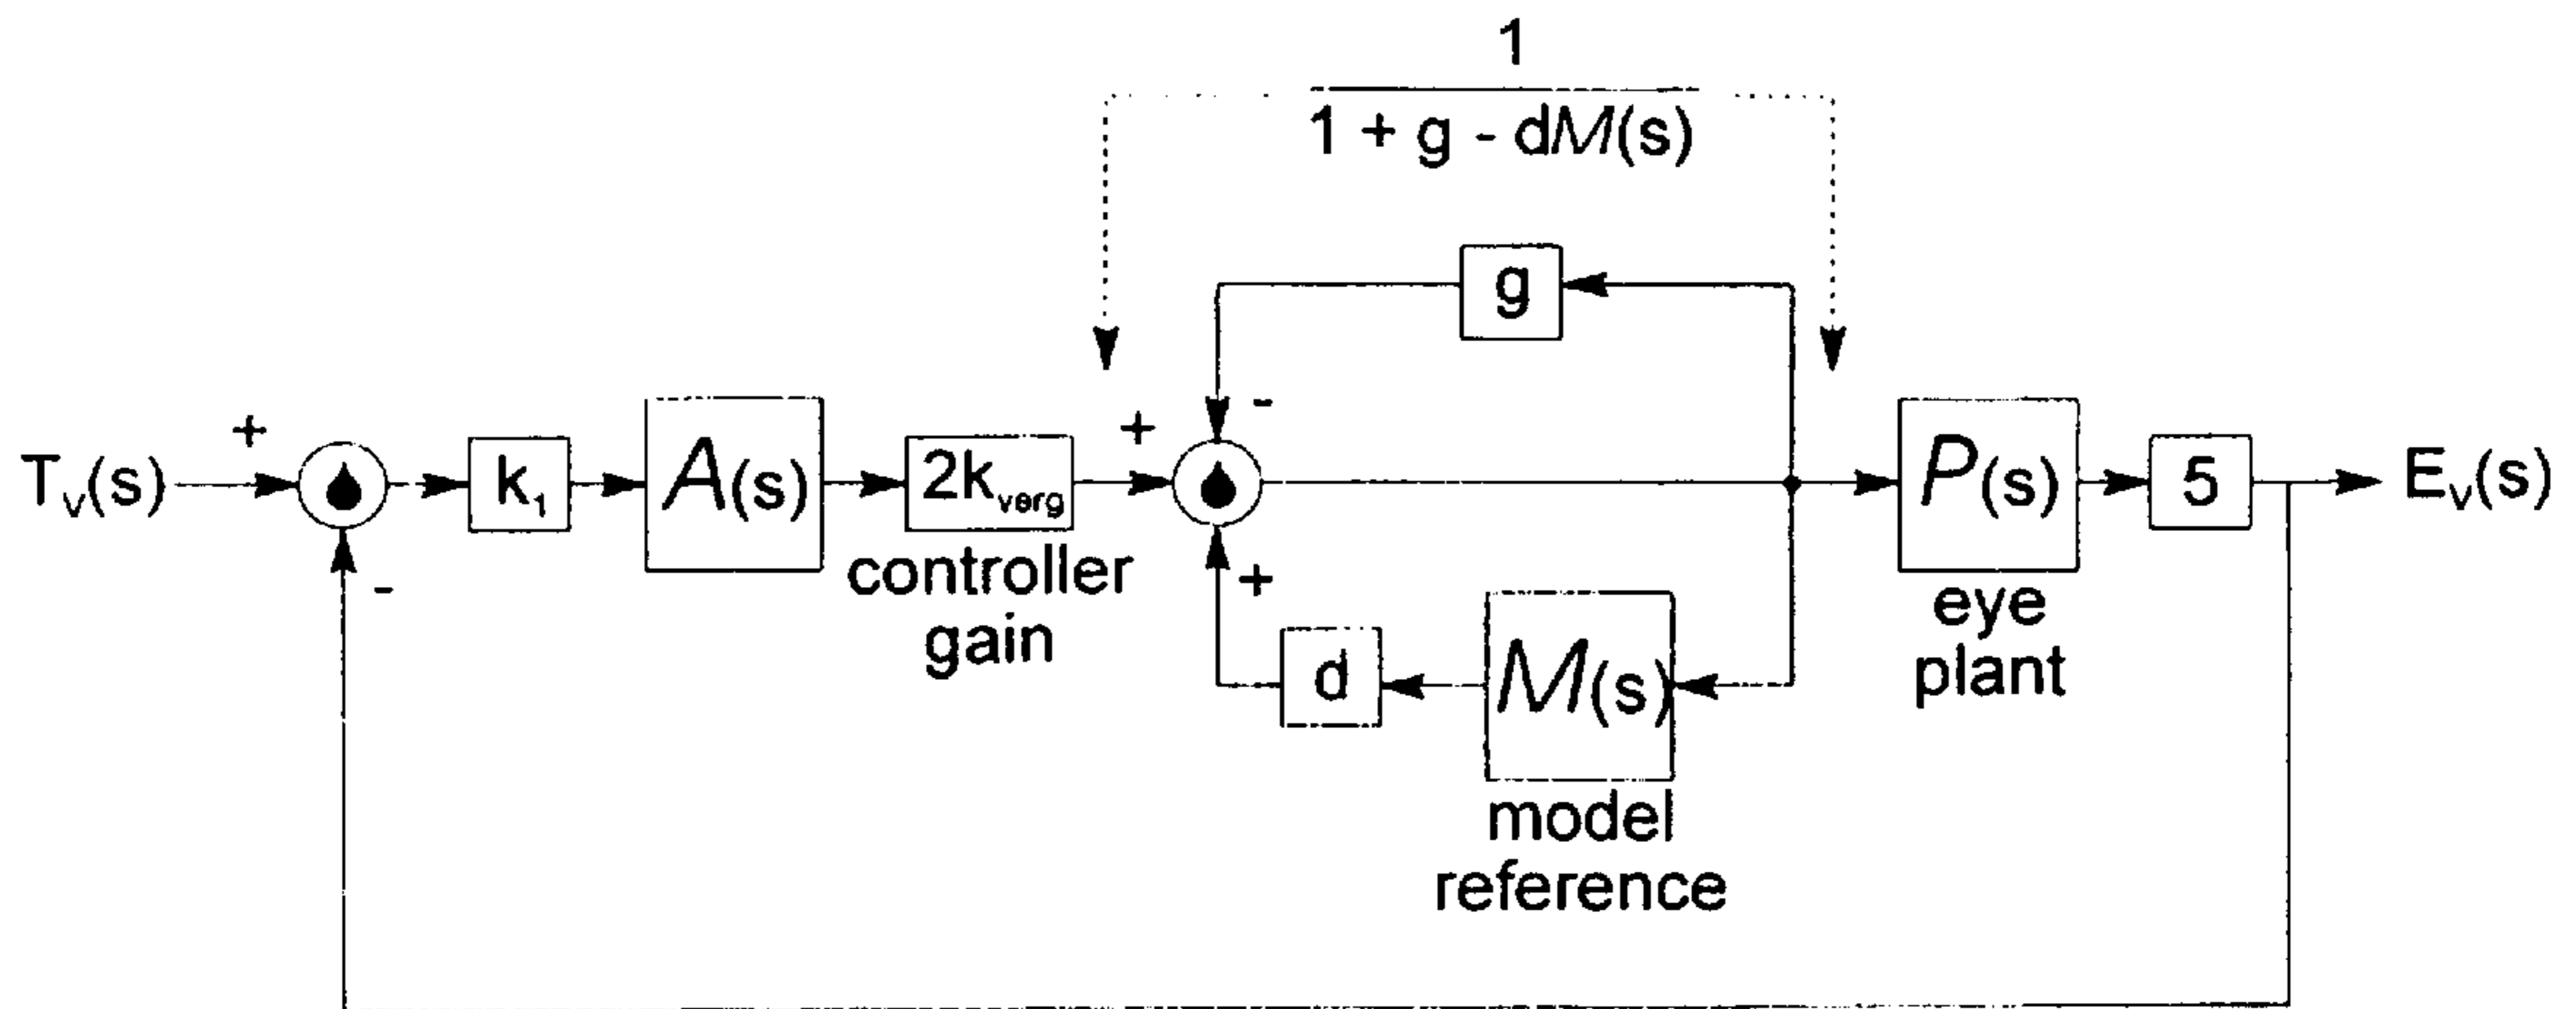 1
1 + g - dM(s)
g
+
-
+
Tv(s)
k1
A(s)
2kverg
P(s)
5
Ev(s)
-
+
controller
gain
d
M(s)
eye
plant
model
reference